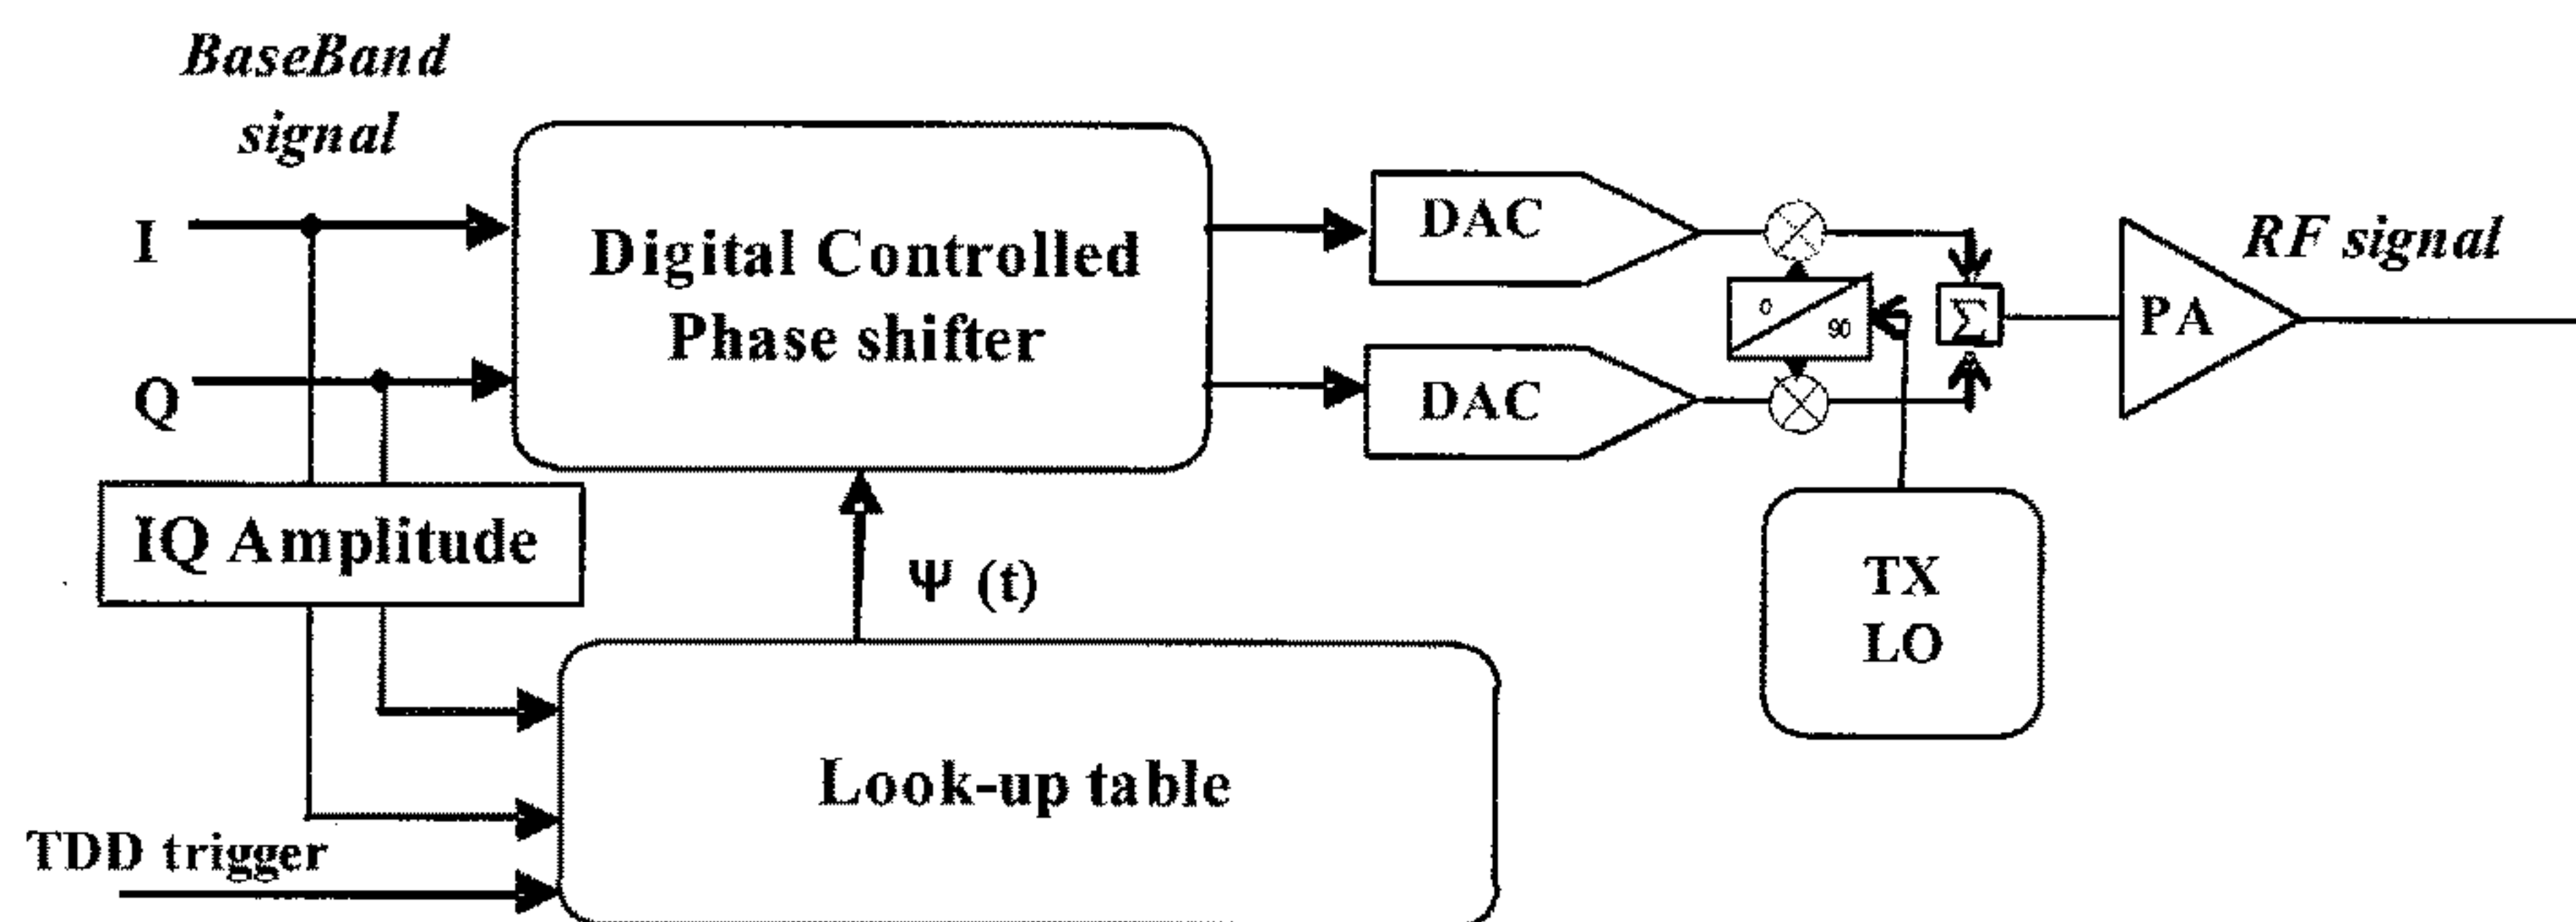 BaseBand
signal
I
Q
Digital Controlled
Phase shifter
DAC
DAC
0
90
Σ
PA
RF signal
IQ Amplitude
Ψ (t)
TX
LO
Look-up table
TDD trigger